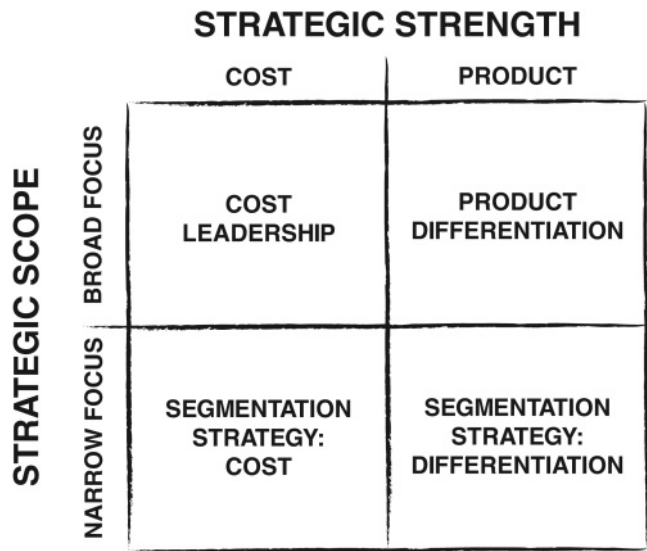 STRATEGIC STRENGTH
COST
PRODUCT
STRATEGIC SCOPE
BROAD FOCUS
COST
LEADERSHIP
PRODUCT
DIFFERENTIATION
NARROW FOCUS
SEGMENTATION
STRATEGY:
COST
SEGMENTATION
STRATEGY:
DIFFERENTIATION